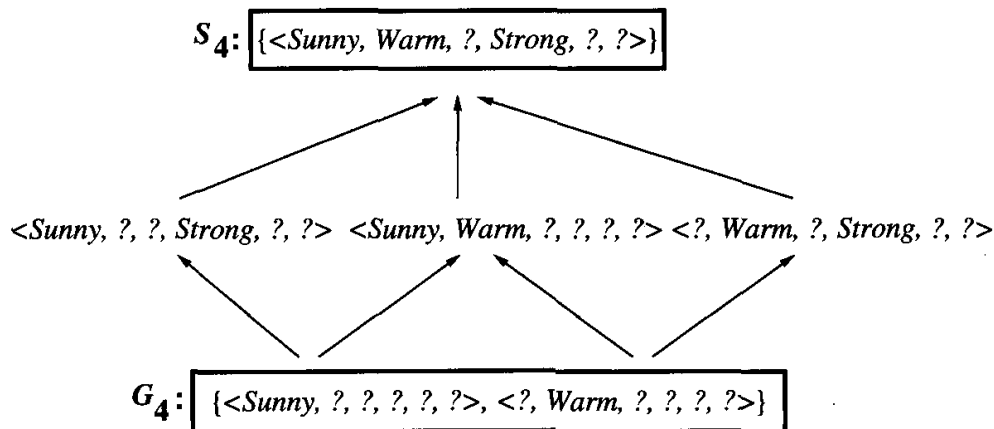 S4: {<Sunny, Warm, ?, Strong, ?, ?>}
<Sunny, ?, ?, Strong, ?, ?> <Sunny, Warm, ?, ?, ?, ?> <?, Warm, ?, Strong, ?, ?>
G4: {<Sunny, ?, ?, ?, ?, ?>, <?, Warm, ?, ?, ?, ?>}